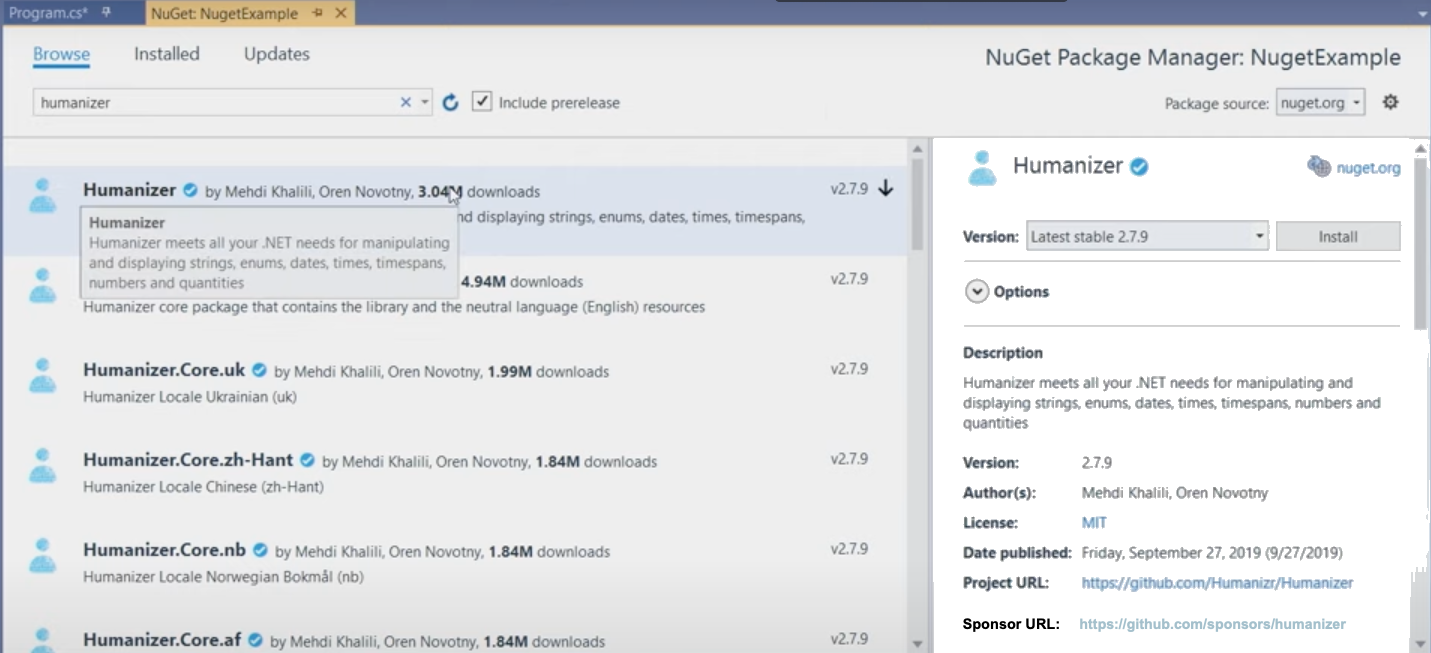 Program.cs*
NuGet: NugetExample
Browse Installed Updates
NuGet Package Manager: NugetExample
humanizer
Include prerelease
Package source: nuget.org
Humanizer by Mehdi Khalili, Oren Novotny, 3.04M downloads
v2.7.9
nd displaying strings, enums, dates, times, timespans,
Humanizer
Humanizer meets all your .NET needs for manipulating
and displaying strings, enums, dates, times, timespans,
numbers and quantities
4.94M downloads
v2.7.9
Humanizer core package that contains the library and the neutral language (English) resources
Humanizer.Core.uk by Mehdi Khalili, Oren Novotny, 1.99M downloads
v2.7.9
Humanizer Locale Ukrainian (uk)
Humanizer.Core.zh-Hant by Mehdi Khalili, Oren Novotny, 1.84M downloads
v2.7.9
Humanizer Locale Chinese (zh-Hant)
Humanizer.Core.nb by Mehdi Khalili, Oren Novotny, 1.84M downloads
v2.7.9
Humanizer Locale Norwegian Bokmål (nb)
Humanizer.Core.af by Mehdi Khalili, Oren Novotny, 1.84M downloads
v2.7.9
Humanizer
nuget.org
Version: Latest stable 2.7.9
Install
Options
Description
Humanizer meets all your .NET needs for manipulating and
displaying strings, enums, dates, times, timespans, numbers and
quantities
Version: 2.7.9
Author(s): Mehdi Khalili, Oren Novotny
License: MIT
Date published: Friday, September 27, 2019 (9/27/2019)
Project URL: https://github.com/Humanizr/Humanizer
Sponsor URL: https://github.com/sponsors/humanizer